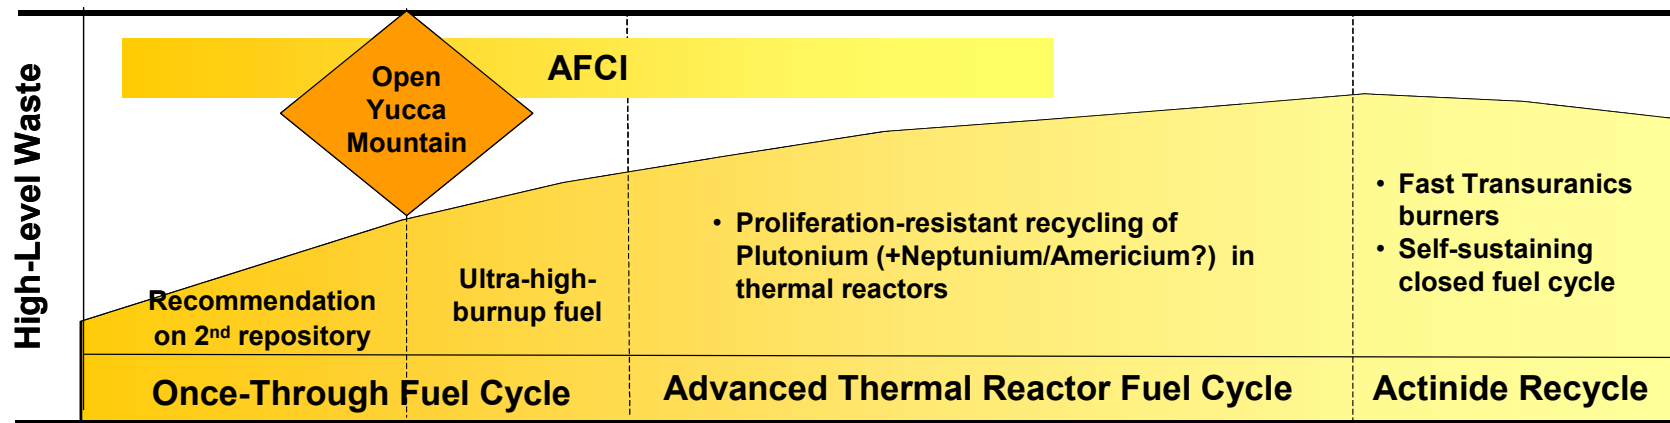 High-Level Waste
AFCI
Open
Yucca
Mountain
Recommendation
on 2nd repository
Ultra-high-
burnup fuel
• Proliferation-resistant recycling of
Plutonium (+Neptunium/Americium?) in
thermal reactors
• Fast Transuranics
burners
• Self-sustaining
closed fuel cycle
Once-Through Fuel Cycle
Advanced Thermal Reactor Fuel Cycle
Actinide Recycle